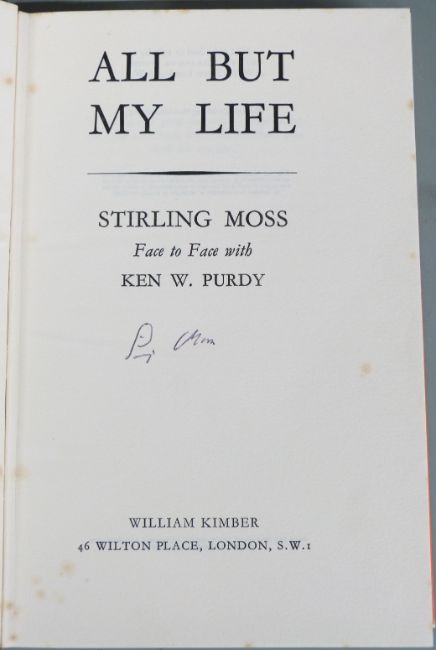 ALL BUT
MY LIFE
STIRLING MOSS
Face to Face with
KEN W. PURDY
Moss
WILLIAM KIMBER
46 WILTON PLACE, LONDON, S.W.1